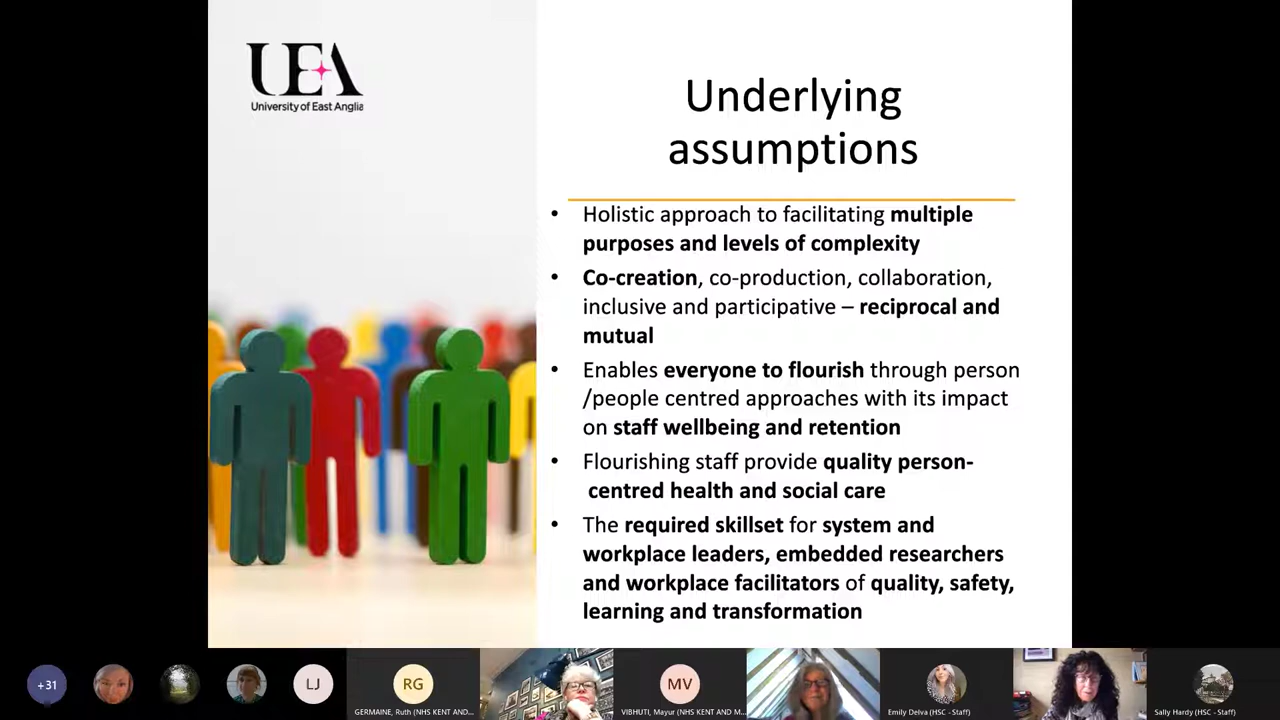 UEA
University of East Anglia
Underlying
assumptions
• Holistic approach to facilitating multiple
purposes and levels of complexity
• Co-creation, co-production, collaboration,
inclusive and participative – reciprocal and
mutual
• Enables everyone to flourish through person
/people centred approaches with its impact
on staff wellbeing and retention
• Flourishing staff provide quality person-
centred health and social care
• The required skillset for system and
workplace leaders, embedded researchers
and workplace facilitators of quality, safety,
learning and transformation
+31
LJ
RG
GERMAINE, Ruth (NHS KENT AND...
MV
VIBHUTI, Mayur (NHS KENT AND M...
Emily Delva (HSC - Staff)
Sally Hardy (HSC - Staff)